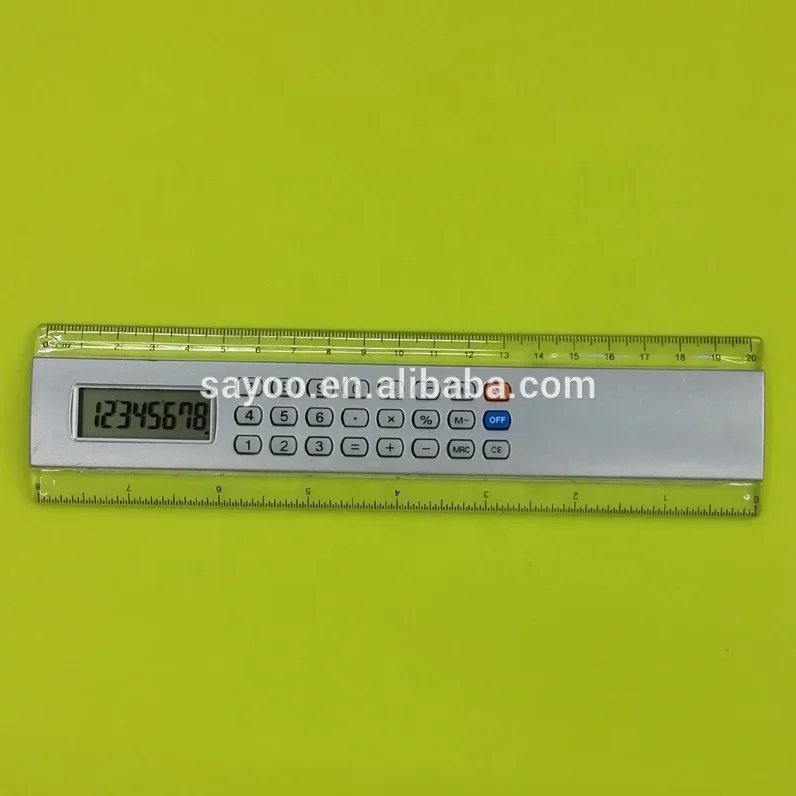 0 cm 1 2 3 4 5 6 7 8 9 10 11 12 13 14 15 16 17 18 19 20
sayoo.en.alibaba.com
12345678.
4 5 6 · × % M- OFF
1 2 3 = + - MRC CE
8 7 6 5 4 3 2 1 0